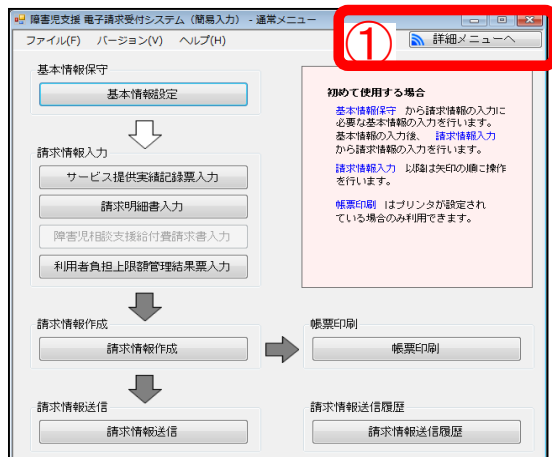 障害児支援 電子請求受付システム（簡易入力） - 通常メニュー
ファイル(F) バージョン(V) ヘルプ(H)
①
詳細メニューへ
基本情報保守
基本情報設定
請求情報入力
サービス提供実績記録票入力
請求明細書入力
障害児相談支援給付費請求書入力
利用者負担上限額管理結果票入力
初めて使用する場合
基本情報保守 から請求情報の入力に
必要な基本情報の入力を行います。
基本情報の入力後、 請求情報入力
から請求情報の入力を行います。
請求情報入力 以降は矢印の順に操作
を行います。
帳票印刷 はプリンタが設定され
ている場合のみ利用できます。
請求情報作成
請求情報作成
帳票印刷
帳票印刷
請求情報送信
請求情報送信
請求情報送信履歴
請求情報送信履歴